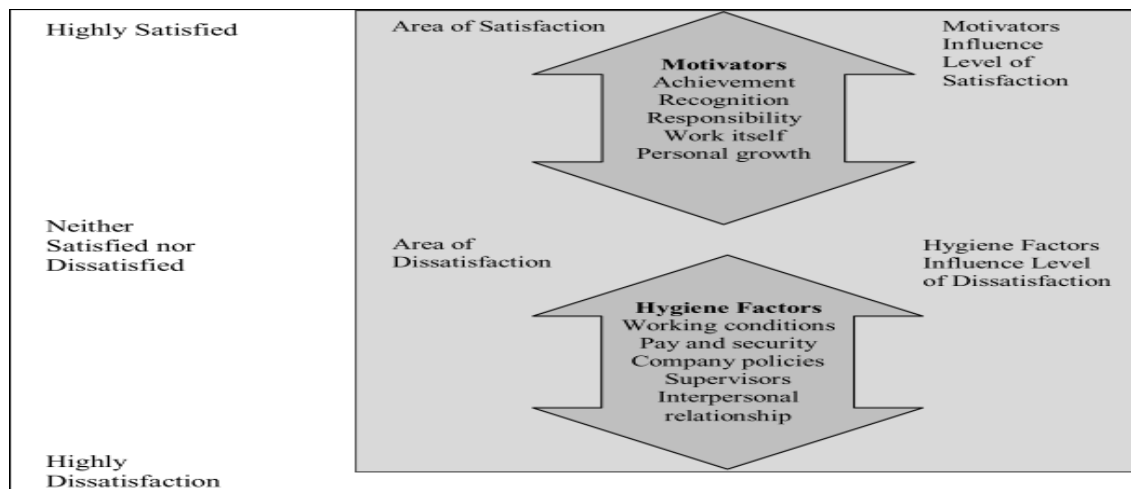 Highly Satisfied
Area of Satisfaction
Motivators
Influence
Level of
Satisfaction
Motivators
Achievement
Recognition
Responsibility
Work itself
Personal growth
Neither
Satisfied nor
Dissatisfied
Area of
Dissatisfaction
Hygiene Factors
Influence Level
of Dissatisfaction
Hygiene Factors
Working conditions
Pay and security
Company policies
Supervisors
Interpersonal
relationship
Highly
Dissatisfaction